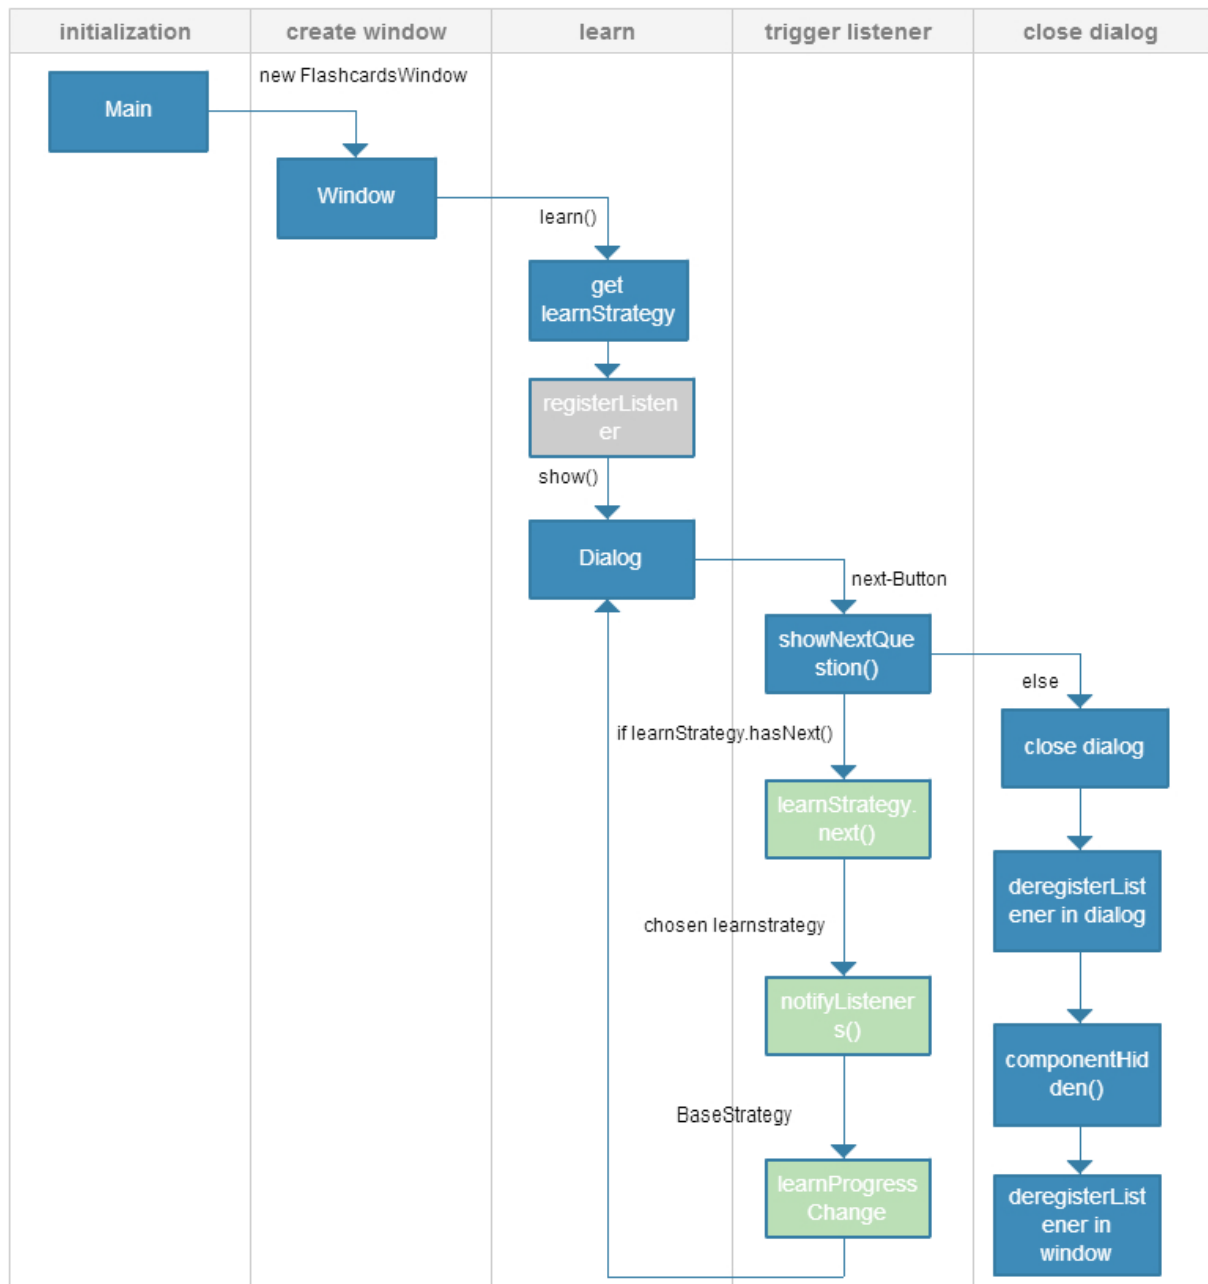 initialization
create window
learn
trigger listener
close dialog
new FlashcardsWindow
Main
Window
learn()
get
learnStrategy
registerListen
er
show()
Dialog
next-Button
showNextQue
stion()
else
if learnStrategy.hasNext()
close dialog
learnStrategy.
next()
deregisterList
ener in dialog
chosen learnstrategy
notifyListener
s()
componentHid
den()
BaseStrategy
learnProgress
Change
deregisterList
ener in
window